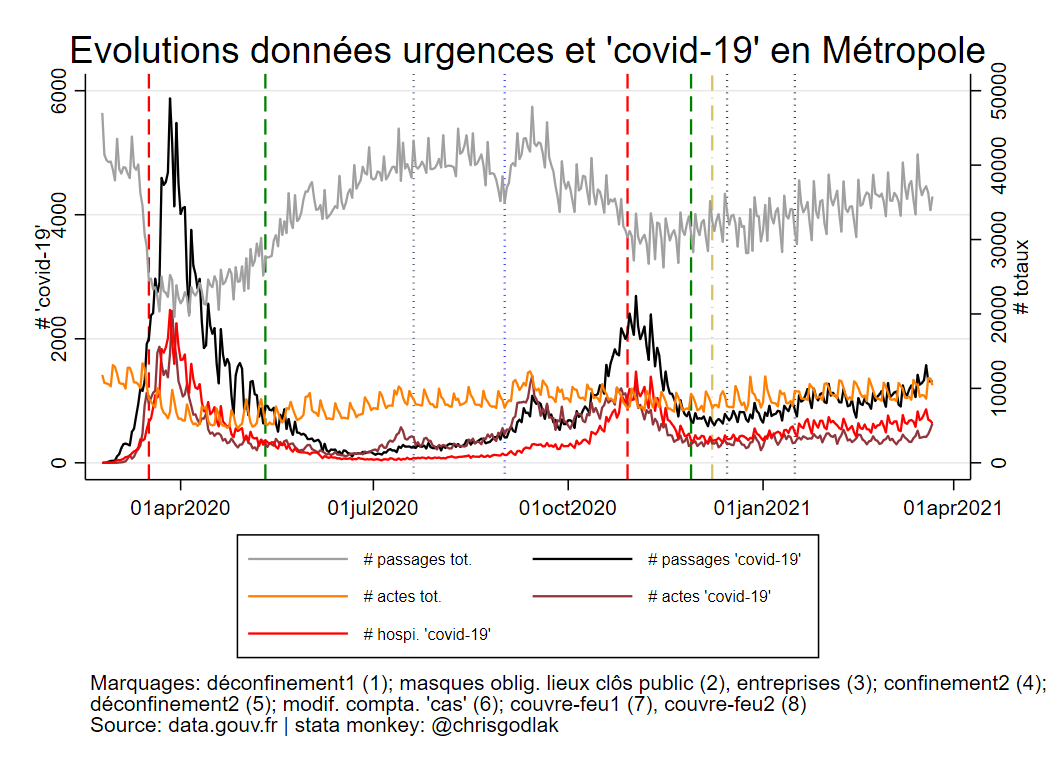 Evolutions données urgences et 'covid-19' en Métropole
# 'covid-19'
6000
4000
2000
0
# totaux
50000
40000
30000
20000
10000
0
01apr2020 01jul2020 01oct2020 01jan2021 01apr2021
# passages tot. # passages 'covid-19'
# actes tot. # actes 'covid-19'
# hospi. 'covid-19'
Marquages: déconfinement1 (1); masques oblig. lieux clôs public (2), entreprises (3); confinement2 (4);
déconfinement2 (5); modif. compta. 'cas' (6); couvre-feu1 (7), couvre-feu2 (8)
Source: data.gouv.fr | stata monkey: @chrisgodlak